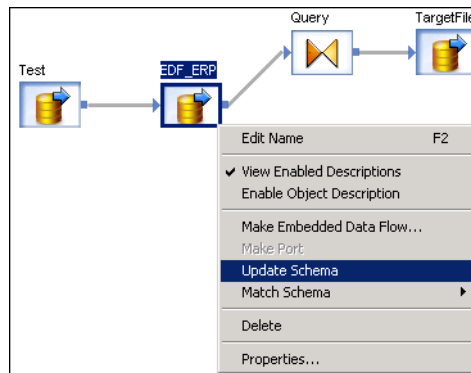 Query
TargetFile
Test
EDF_ERP
Edit Name F2
View Enabled Descriptions
Enable Object Description
Make Embedded Data Flow...
Make Port
Update Schema
Match Schema
Delete
Properties...